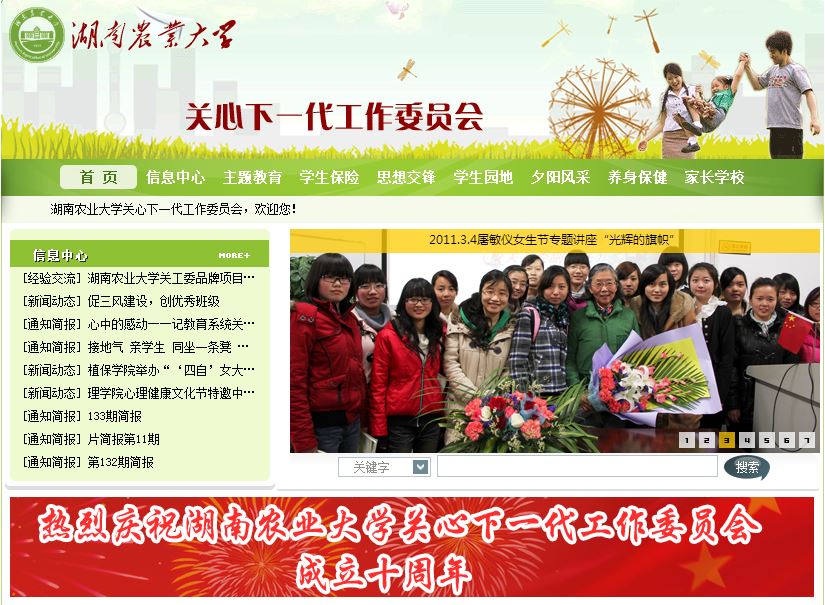 湖南农业大学
关心下一代工作委员会
首 页 信息中心 主题教育 学生保险 思想交锋 学生园地 夕阳风采 养身保健 家长学校
湖南农业大学关心下一代工作委员会，欢迎您！
信息中心 MORE+
[经验交流] 湖南农业大学关工委品牌项目…
[新闻动态] 促三风建设，创优秀班级
[通知简报] 心中的感动——记教育系统关…
[通知简报] 接地气 亲学生 同坐一条凳 …
[新闻动态] 植保学院举办“‘四自’女大…
[新闻动态] 理学院心理健康文化节特邀中…
[通知简报] 133期简报
[通知简报] 片简报第11期
[通知简报] 第132期简报
2011.3.4屠敏仪女生节专题讲座“光辉的旗帜”
1 2 3 4 5 6 7
关键字 搜索
热烈庆祝湖南农业大学关心下一代工作委员会
成立十周年